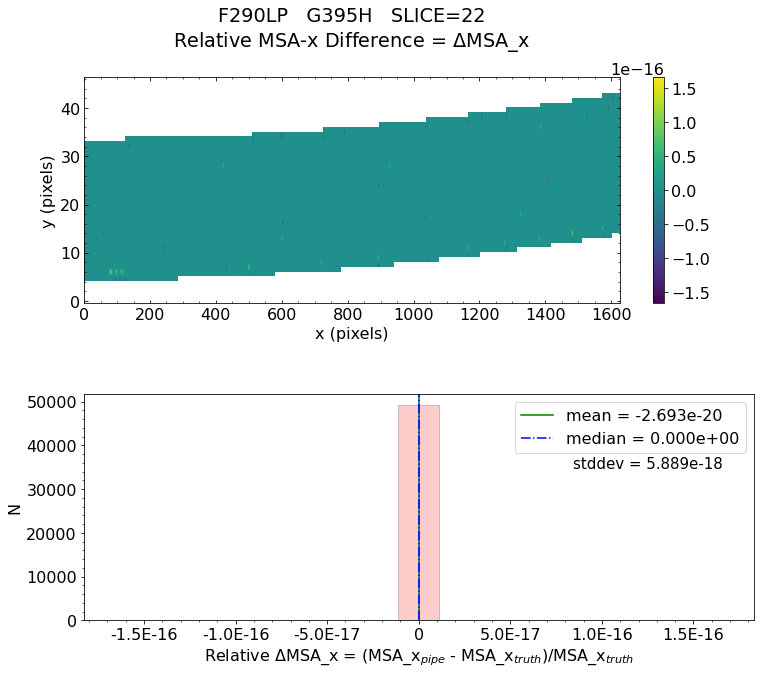 F290LP G395H SLICE=22
Relative MSA-x Difference = ΔMSA_x
1e−16
40
30
20
10
0
y (pixels)
0 200 400 600 800 1000 1200 1400 1600
x (pixels)
1.5
1.0
0.5
0.0
−0.5
−1.0
−1.5
50000
40000
30000
20000
10000
0
N
mean = -2.693e-20
median = 0.000e+00
stddev = 5.889e-18
-1.5E-16 -1.0E-16 -5.0E-17 0 5.0E-17 1.0E-16 1.5E-16
Relative ΔMSA_x = (MSA_x_pipe - MSA_x_truth)/MSA_x_truth